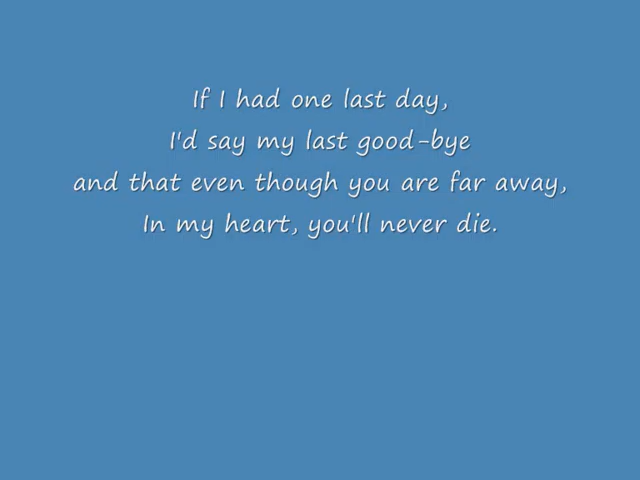 If I had one last day,
I'd say my last good-bye
and that even though you are far away,
In my heart, you'll never die.